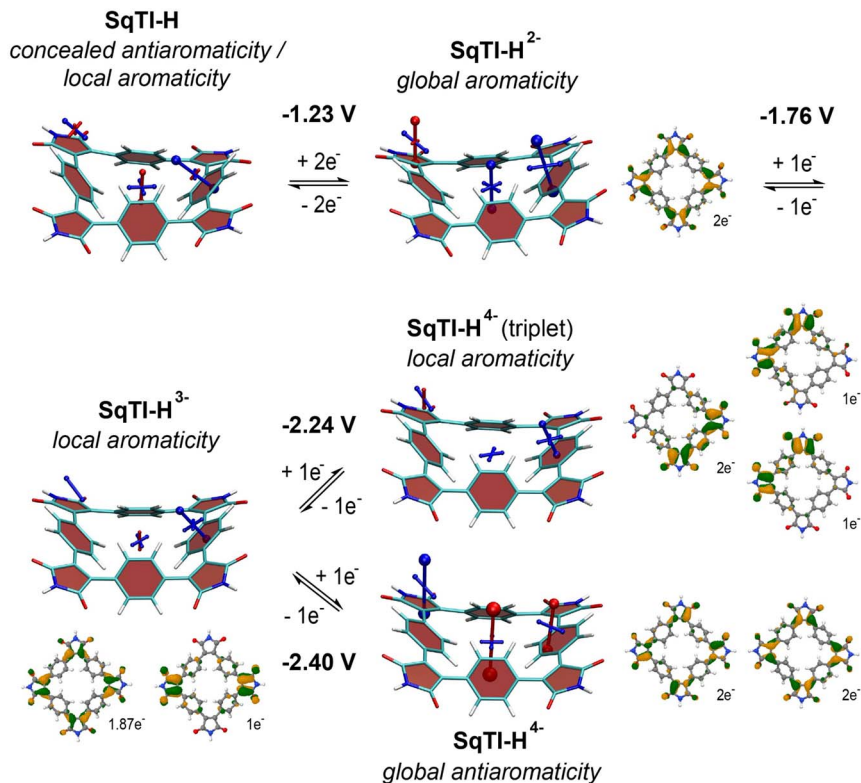 SqTI-H
concealed antiaromaticity /
local aromaticity
-1.23 V
+ 2e-
- 2e-
SqTI-H2-
global aromaticity
2e-
-1.76 V
+ 1e-
- 1e-
SqTI-H3-
local aromaticity
1.87e-
1e-
-2.24 V
+ 1e-
- 1e-
SqTI-H4- (triplet)
local aromaticity
2e-
1e-
1e-
+ 1e-
- 1e-
-2.40 V
SqTI-H4-
global antiaromaticity
2e-
2e-